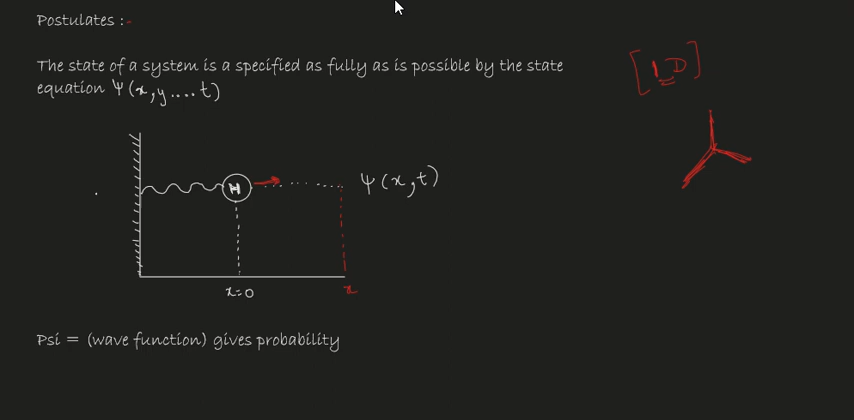 Postulates :-
The state of a system is a specified as fully as is possible by the state
equation Ψ(x,y....t)
[1D]
H
Ψ(x,t)
x=0
x
Psi = (wave function) gives probability